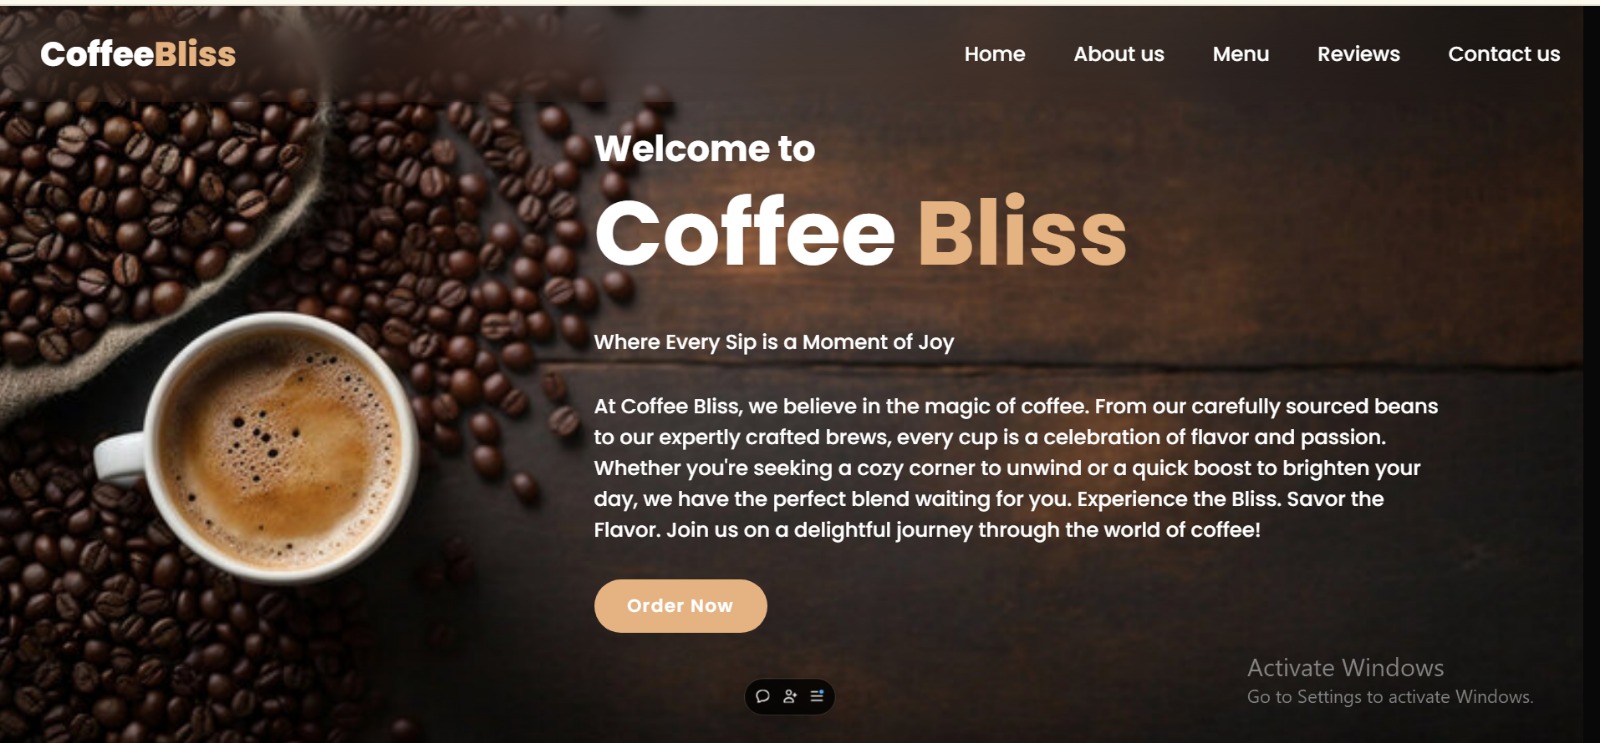 CoffeeBliss
Home About us Menu Reviews Contact us
Welcome to
Coffee Bliss
Where Every Sip is a Moment of Joy
At Coffee Bliss, we believe in the magic of coffee. From our carefully sourced beans
to our expertly crafted brews, every cup is a celebration of flavor and passion.
Whether you're seeking a cozy corner to unwind or a quick boost to brighten your
day, we have the perfect blend waiting for you. Experience the Bliss. Savor the
Flavor. Join us on a delightful journey through the world of coffee!
Order Now
Activate Windows
Go to Settings to activate Windows.